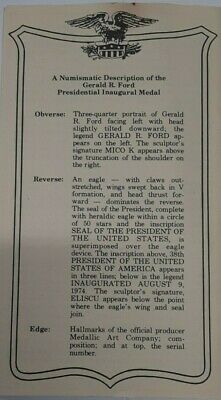 A Numismatic Description of the
Gerald R. Ford
Presidential Inaugural Medal
Obverse: Three-quarter portrait of Gerald
R. Ford facing left with head
slightly tilted downward; the
legend GERALD R. FORD ap-
pears on the left. The sculptor's
signature MICO K appears above
the truncation of the shoulder on
the right.
Reverse: An eagle — with claws out-
stretched, wings swept back in V
formation, and head thrust for-
ward — dominates the reverse.
The seal of the President, complete
with heraldic eagle within a circle
of 50 stars and the inscription
SEAL OF THE PRESIDENT OF
THE UNITED STATES, is
superimposed over the eagle
device. The inscription above, 38th
PRESIDENT OF THE UNITED
STATES OF AMERICA appears
in three lines; below is the legend
INAUGURATED AUGUST 9,
1974. The sculptor's signature,
ELISCU appears below the point
where the eagle's wing and seal
join.
Edge: Hallmarks of the official producer
Medallic Art Company; com-
position; and at top, the serial
number.